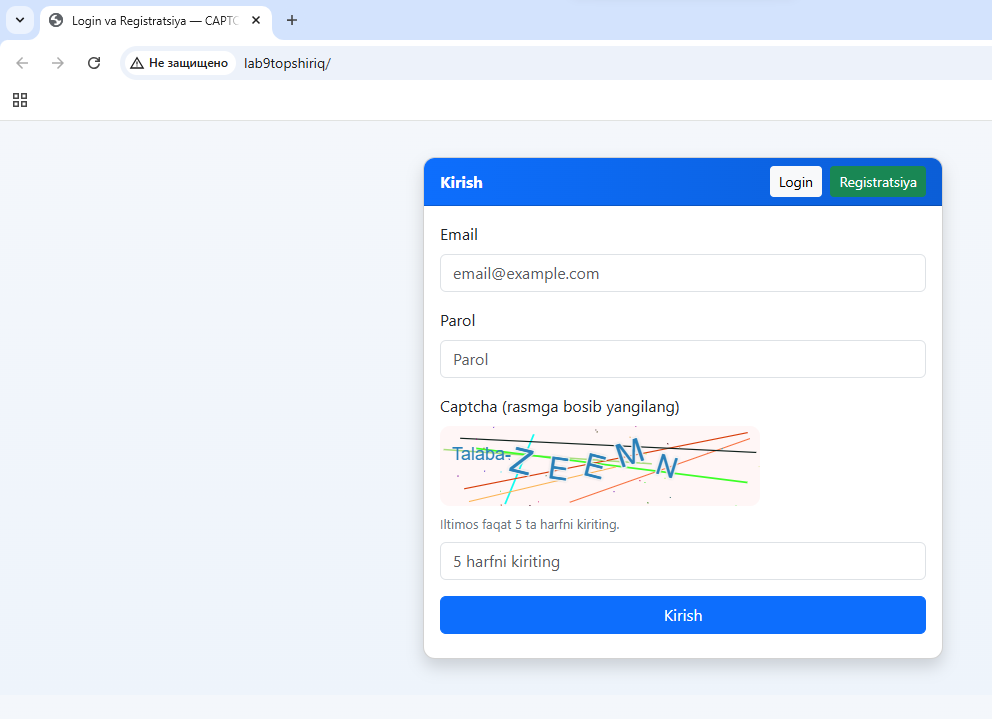 Login va Registratsiya — CAPTC
Не защищено lab9topshiriq/
Kirish Login Registratsiya
Email
email@example.com
Parol
Parol
Captcha (rasmga bosib yangilang)
Talaba-ZEEMN
Iltimos faqat 5 ta harfni kiriting.
5 harfni kiriting
Kirish